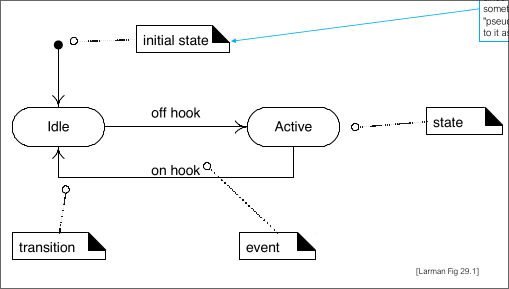 somet
"pseud
to it as
initial state
off hook
Idle
Active
state
on hook
transition
event
[Larman Fig 29.1]